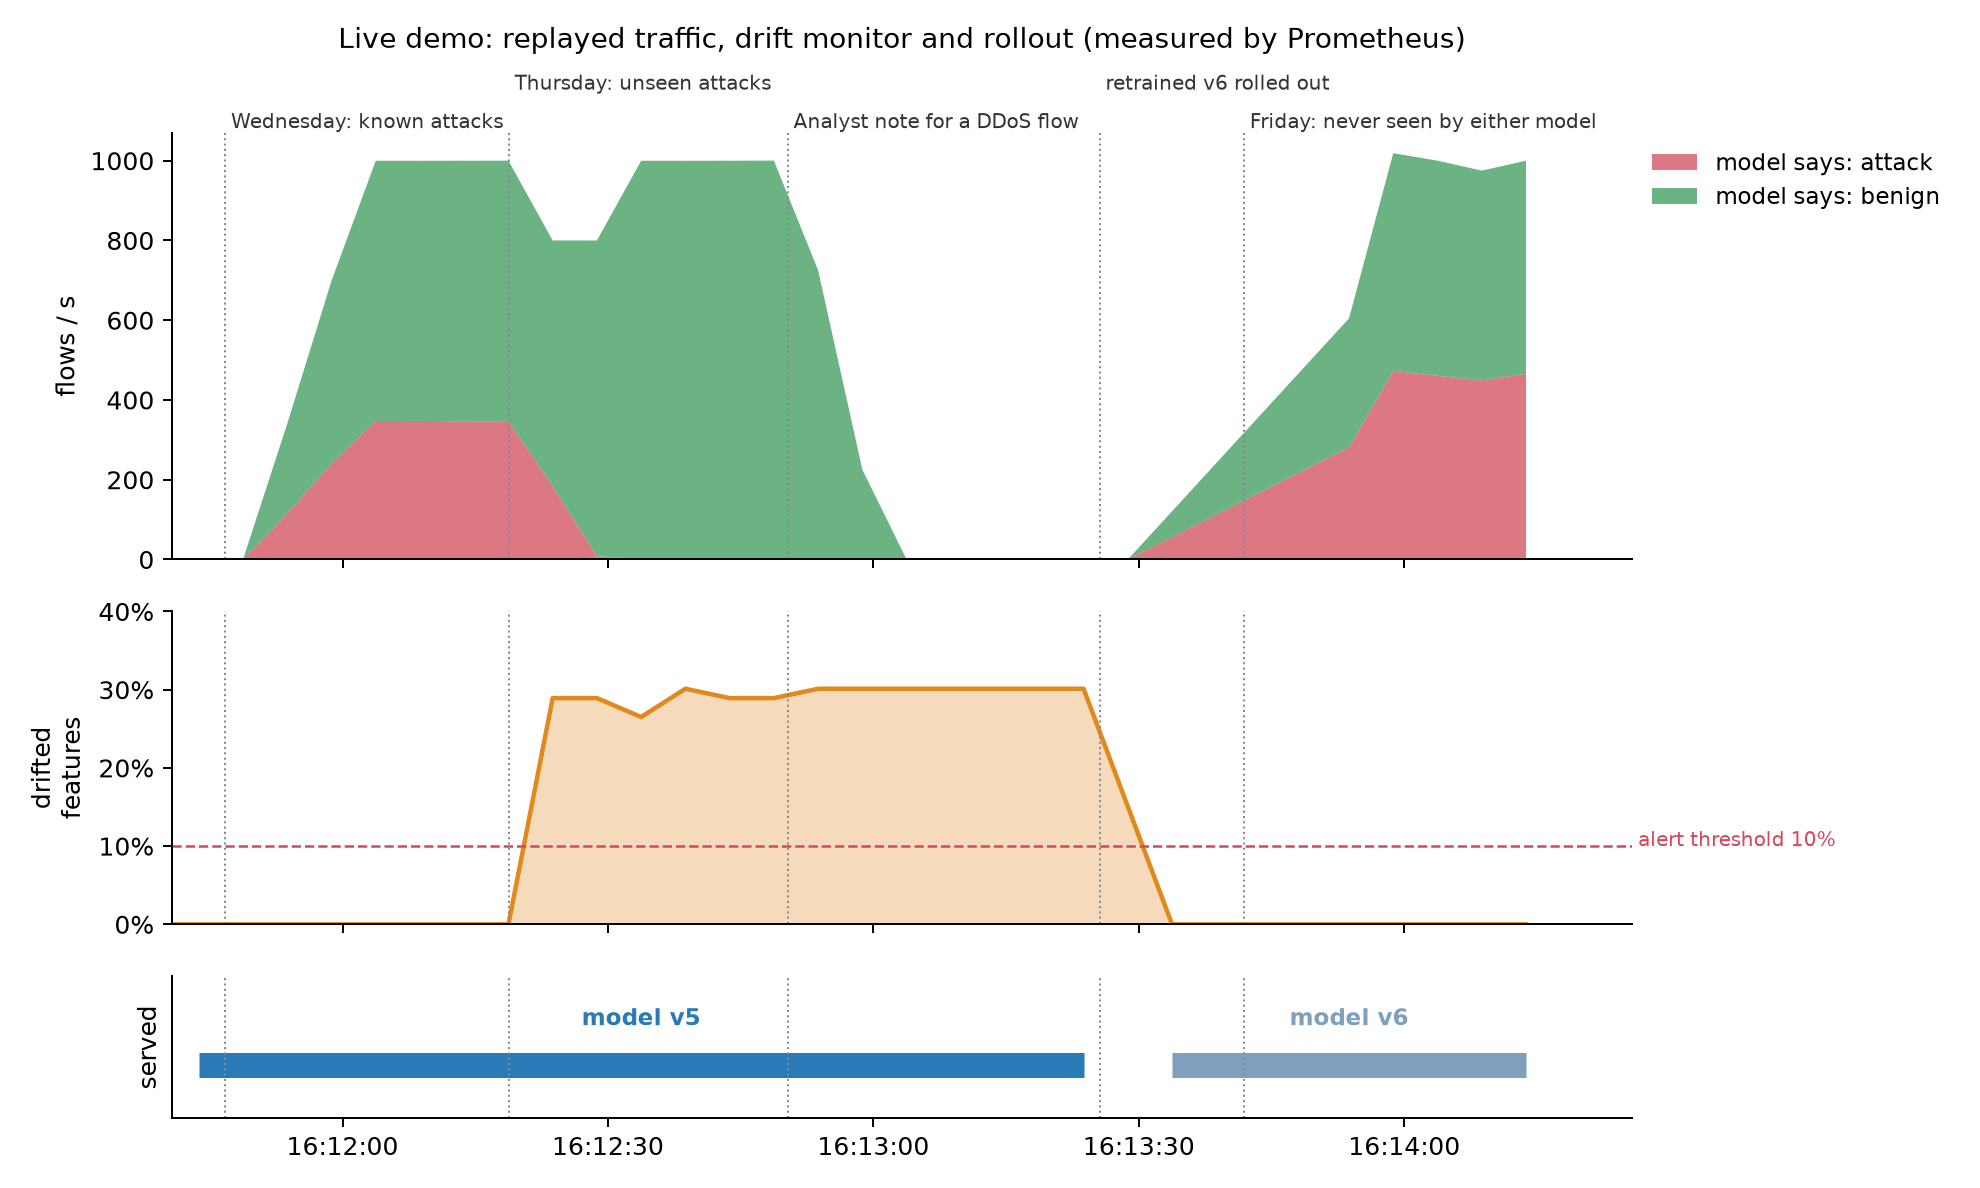 Live demo: replayed traffic, drift monitor and rollout (measured by Prometheus)
Thursday: unseen attacks
retrained v6 rolled out
Wednesday: known attacks
Analyst note for a DDoS flow
Friday: never seen by either model
model says: attack
model says: benign
flows / s
1000
800
600
400
200
0
drifted
features
40%
30%
20%
10%
0%
alert threshold 10%
served
model v5
model v6
16:12:00
16:12:30
16:13:00
16:13:30
16:14:00